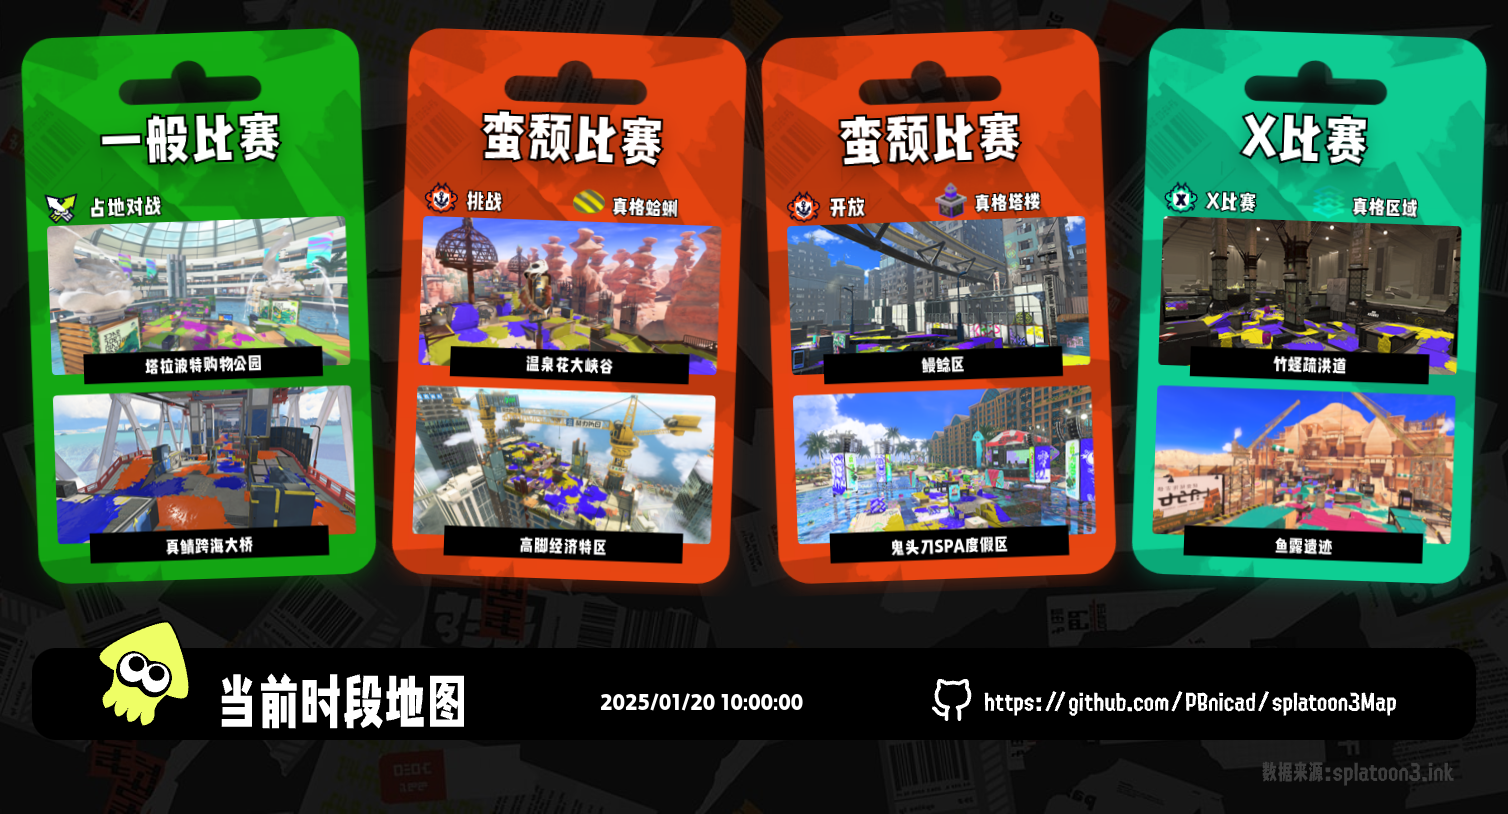 一般比赛
占地对战
塔拉波特购物公园
真鲭跨海大桥
蛮颓比赛
挑战
真格蛤蜊
温泉花大峡谷
高脚经济特区
蛮颓比赛
开放
真格塔楼
鳗鲶区
鬼头刀SPA度假区
X比赛
X比赛
真格区域
竹蛏疏洪道
鱼露遗迹
当前时段地图
2025/01/20 10:00:00
https://github.com/PBnicad/splatoon3Map
数据来源:splatoon3.ink